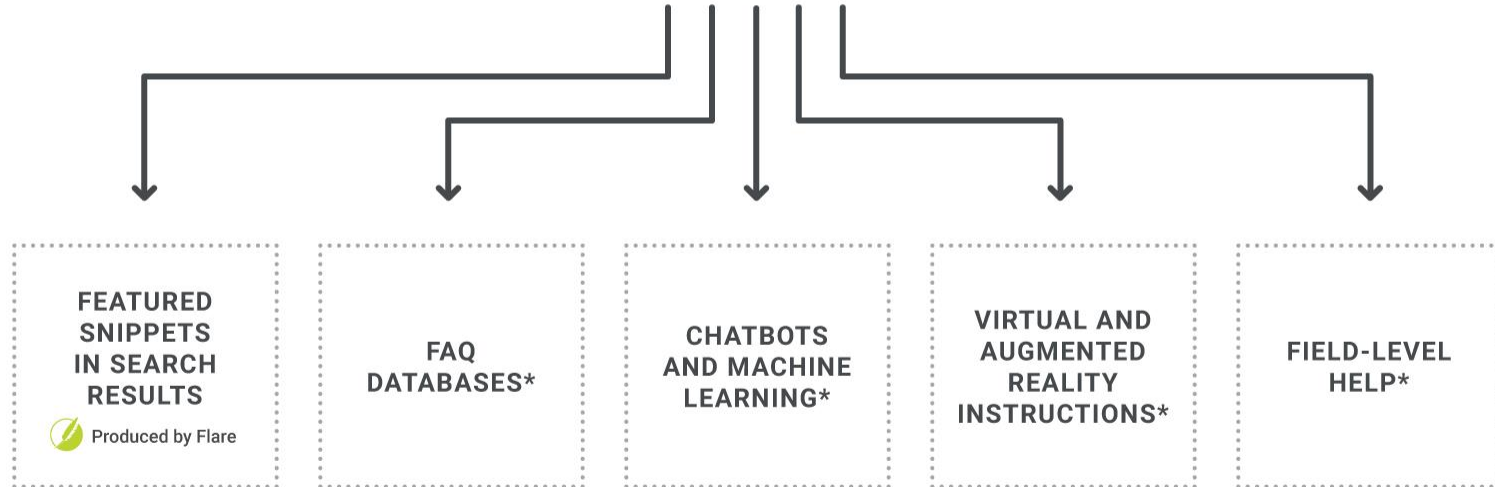 FEATURED
SNIPPETS
IN SEARCH
RESULTS
Produced by Flare
FAQ
DATABASES*
CHATBOTS
AND MACHINE
LEARNING*
VIRTUAL AND
AUGMENTED
REALITY
INSTRUCTIONS*
FIELD-LEVEL
HELP*